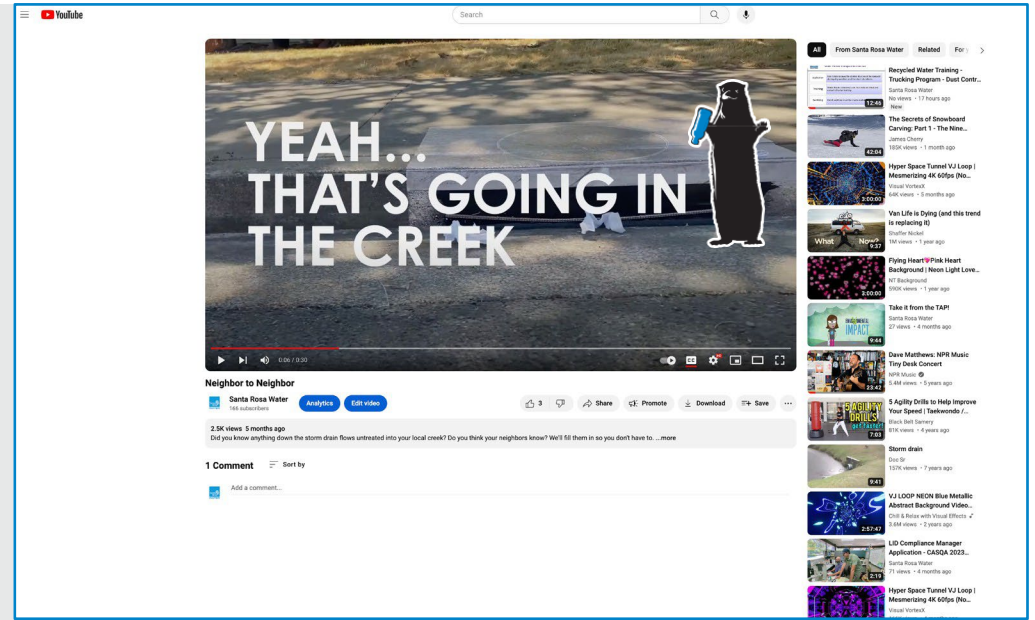 YouTube
Search
YEAH...
THAT'S GOING IN
THE CREEK
0:06 / 0:30
CC
Neighbor to Neighbor
Santa Rosa Water
166 subscribers
Analytics
Edit video
3
Share
Promote
Download
Save
2.5K views 5 months ago
Did you know anything down the storm drain flows untreated into your local creek? Do you think your neighbors know? We'll fill them in so you don't have to. ...more
1 Comment
Sort by
Add a comment...
All
From Santa Rosa Water
Related
For
12:46
Recycled Water Training -
Trucking Program - Dust Contr...
Santa Rosa Water
No views • 17 hours ago
New
42:04
The Secrets of Snowboard
Carving: Part 1 - The Nine...
James Cherry
185K views • 1 month ago
3:00:00
Hyper Space Tunnel VJ Loop |
Mesmerizing 4K 60fps (No...
Visual VortexX
64K views • 5 months ago
What Now?
9:37
Van Life is Dying (and this trend
is replacing it)
Sheffer Nickel
1M views • 1 year ago
3:00:00
Flying Heart💗Pink Heart
Background | Neon Light Love...
NT Background
590K views • 1 year ago
IMPACT
9:44
Take it from the TAP!
Santa Rosa Water
27 views • 4 months ago
23:42
Dave Matthews: NPR Music
Tiny Desk Concert
NPR Music
5.4M views • 5 years ago
5 AGILITY
DRILLS
get faster
7:03
5 Agility Drills to Help Improve
Your Speed | Taekwondo /...
Black Belt Samery
81K views • 4 years ago
9:41
Storm drain
Doc Sr
157K views • 7 years ago
2:57:47
VJ LOOP NEON Blue Metallic
Abstract Background Video...
Chill & Relax with Visual Effects ♪
3.6M views • 2 years ago
2:19
LID Compliance Manager
Application - CASQA 2023...
Santa Rosa Water
71 views • 4 months ago
Hyper Space Tunnel VJ Loop |
Mesmerizing 4K 60fps (No...
Visual VortexX